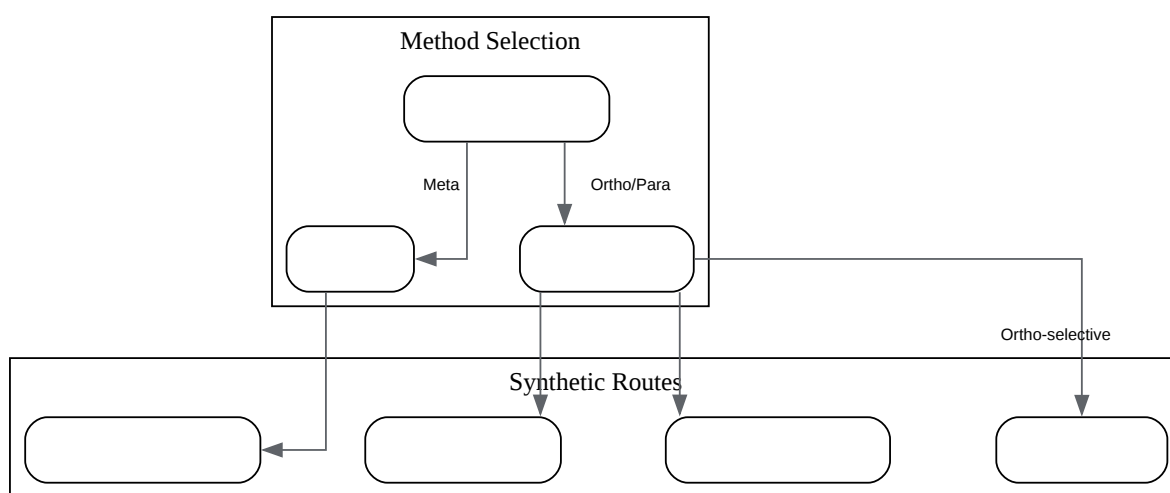 Method Selection
Meta
Ortho/Para
Ortho-selective
Synthetic Routes